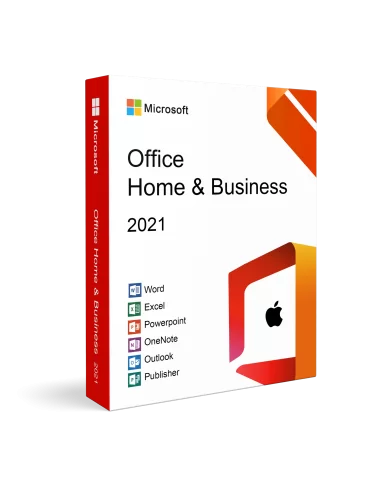 Microsoft
Office
Home & Business
2021
Word
Excel
Powerpoint
OneNote
Outlook
Publisher
Microsoft
Office Home & Business
2021